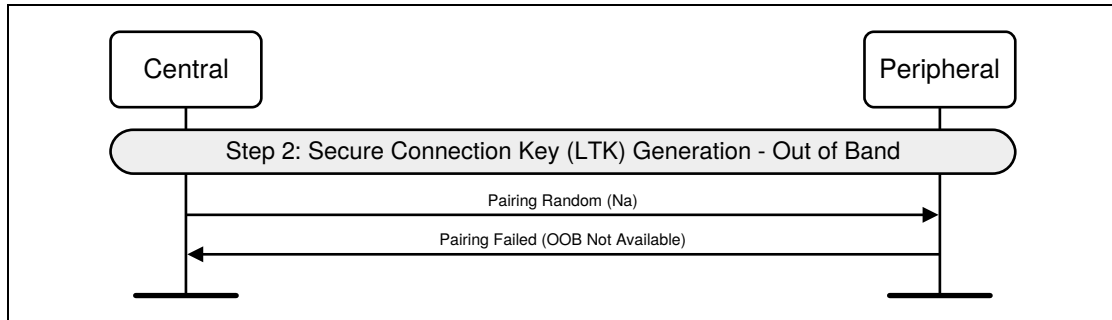 Central
Peripheral
Step 2: Secure Connection Key (LTK) Generation - Out of Band
Pairing Random (Na)
Pairing Failed (OOB Not Available)